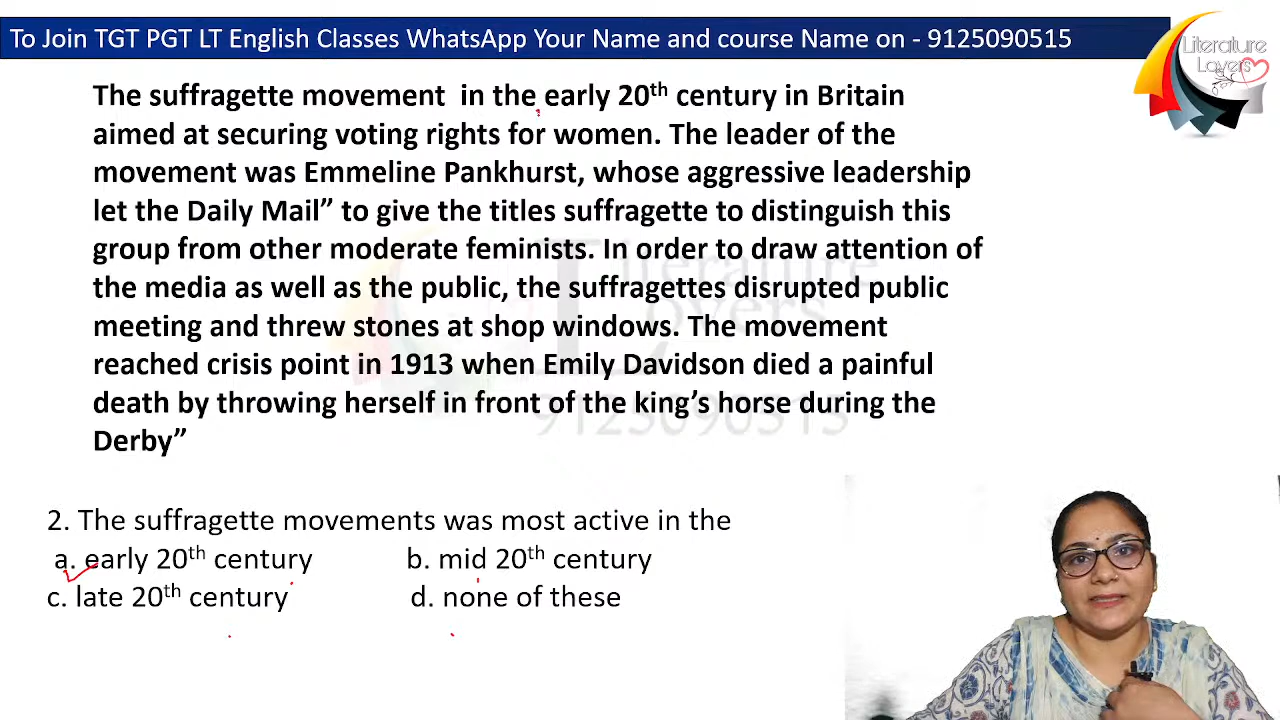 To Join TGT PGT LT English Classes WhatsApp Your Name and course Name on - 9125090515
Literature
Lovers
The suffragette movement in the early 20th century in Britain
aimed at securing voting rights for women. The leader of the
movement was Emmeline Pankhurst, whose aggressive leadership
let the Daily Mail” to give the titles suffragette to distinguish this
group from other moderate feminists. In order to draw attention of
the media as well as the public, the suffragettes disrupted public
meeting and threw stones at shop windows. The movement
reached crisis point in 1913 when Emily Davidson died a painful
death by throwing herself in front of the king’s horse during the
Derby”
Literature
Lovers
9125090515
2. The suffragette movements was most active in the
a. early 20th century b. mid 20th century
c. late 20th century d. none of these